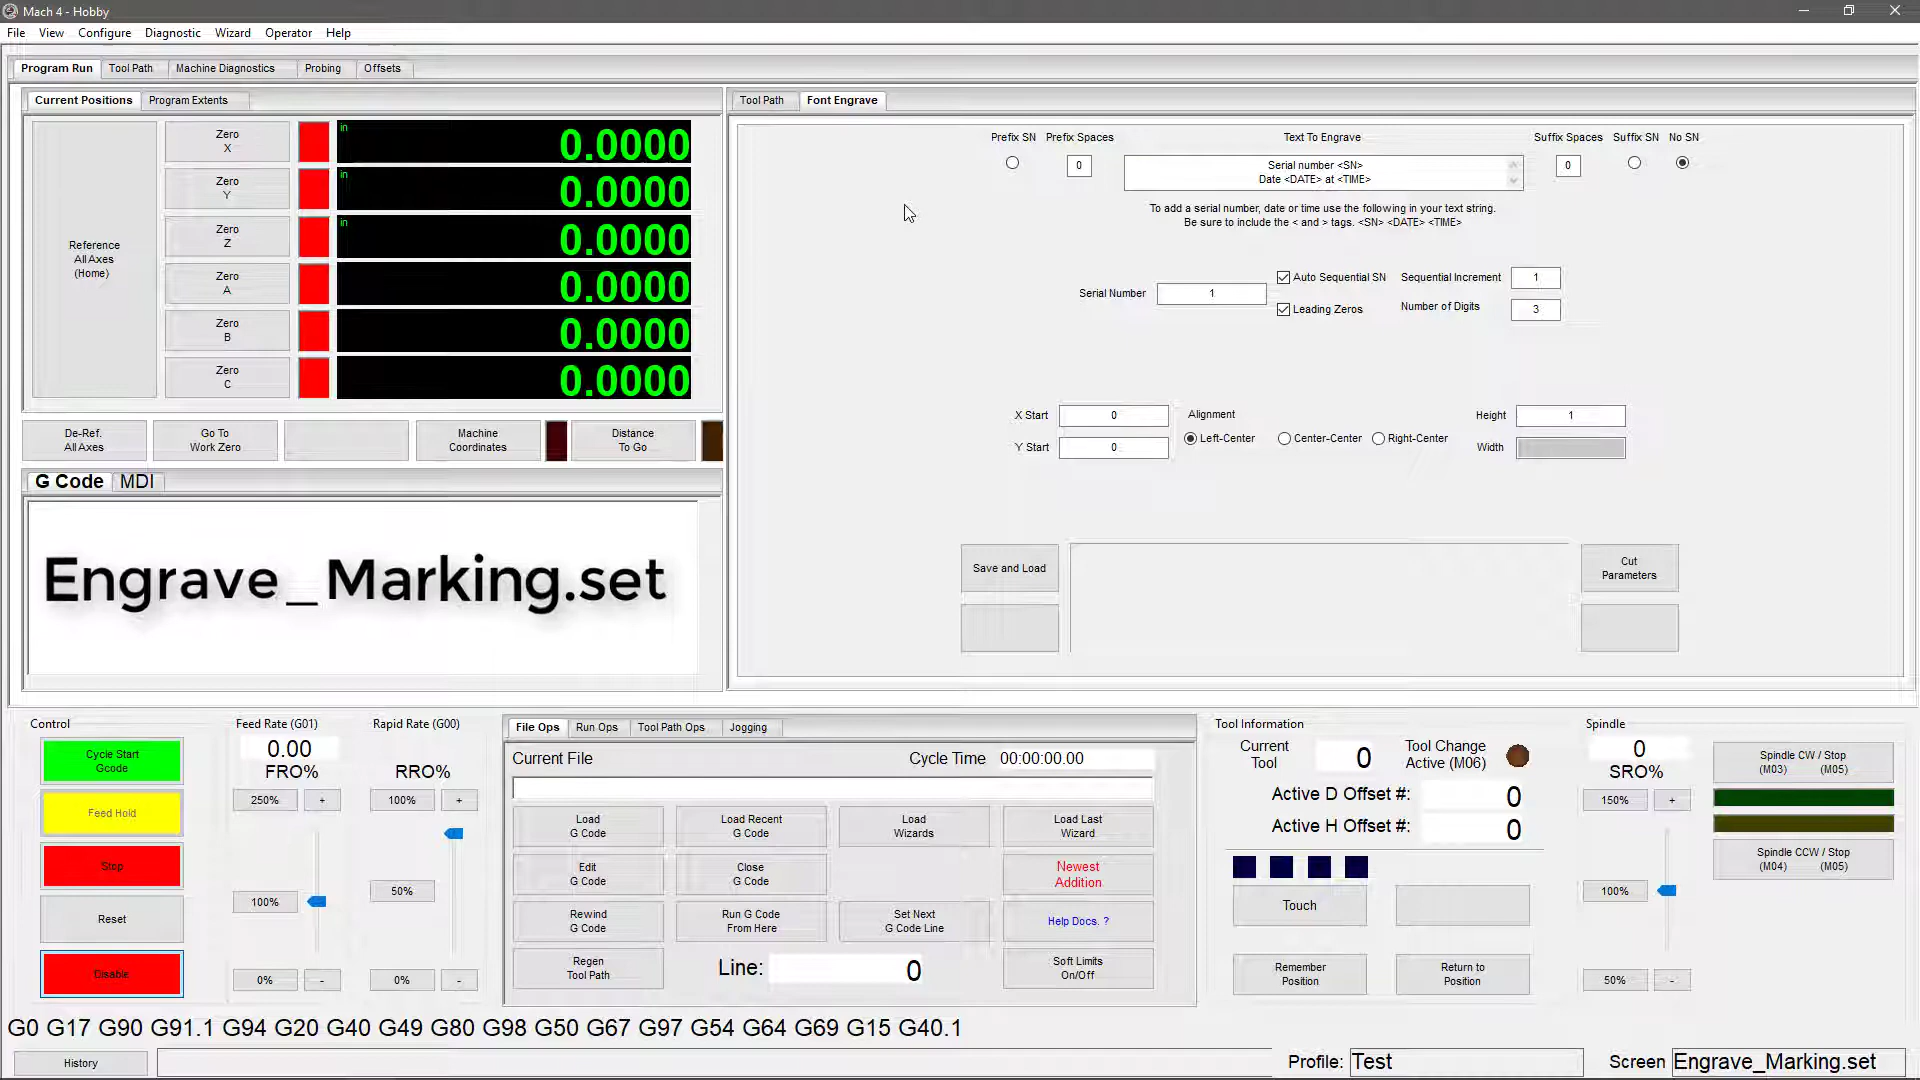 Mach 4 - Hobby
File View Configure Diagnostic Wizard Operator Help
Program Run Tool Path Machine Diagnostics Probing Offsets
Current Positions Program Extents
Reference
All Axes
(Home)
Zero
X
in
0.0000
Zero
Y
in
0.0000
Zero
Z
in
0.0000
Zero
A
0.0000
Zero
B
0.0000
Zero
C
0.0000
De-Ref.
All Axes
Go To
Work Zero
Machine
Coordinates
Distance
To Go
G Code MDI
Engrave_Marking.set
Tool Path Font Engrave
Prefix SN Prefix Spaces Text To Engrave Suffix Spaces Suffix SN No SN
0
Serial number <SN>
Date <DATE> at <TIME>
0
To add a serial number, date or time use the following in your text string.
Be sure to include the < and > tags. <SN> <DATE> <TIME>
Serial Number 1
Auto Sequential SN Sequential Increment 1
Leading Zeros Number of Digits 3
X Start 0 Alignment Height 1
Y Start 0 Left-Center Center-Center Right-Center Width
Save and Load
Cut
Parameters
Control
Cycle Start
Gcode
Feed Hold
Stop
Reset
Disable
Feed Rate (G01)
0.00
FRO%
250% +
100%
0% -
Rapid Rate (G00)
RRO%
100% +
50%
0% -
File Ops Run Ops Tool Path Ops Jogging
Current File Cycle Time 00:00:00.00
Load
G Code
Load Recent
G Code
Load
Wizards
Load Last
Wizard
Edit
G Code
Close
G Code
Newest
Addition
Rewind
G Code
Run G Code
From Here
Set Next
G Code Line
Help Docs. ?
Regen
Tool Path
Line: 0
Soft Limits
On/Off
Tool Information
Current
Tool
0
Tool Change
Active (M06)
Active D Offset #: 0
Active H Offset #: 0
Touch
Remember
Position
Return to
Position
Spindle
0
SRO%
150% +
100%
50% -
Spindle CW / Stop
(M03) (M05)
Spindle CCW / Stop
(M04) (M05)
G0 G17 G90 G91.1 G94 G20 G40 G49 G80 G98 G50 G67 G97 G54 G64 G69 G15 G40.1
History
Profile: Test
Screen Engrave_Marking.set